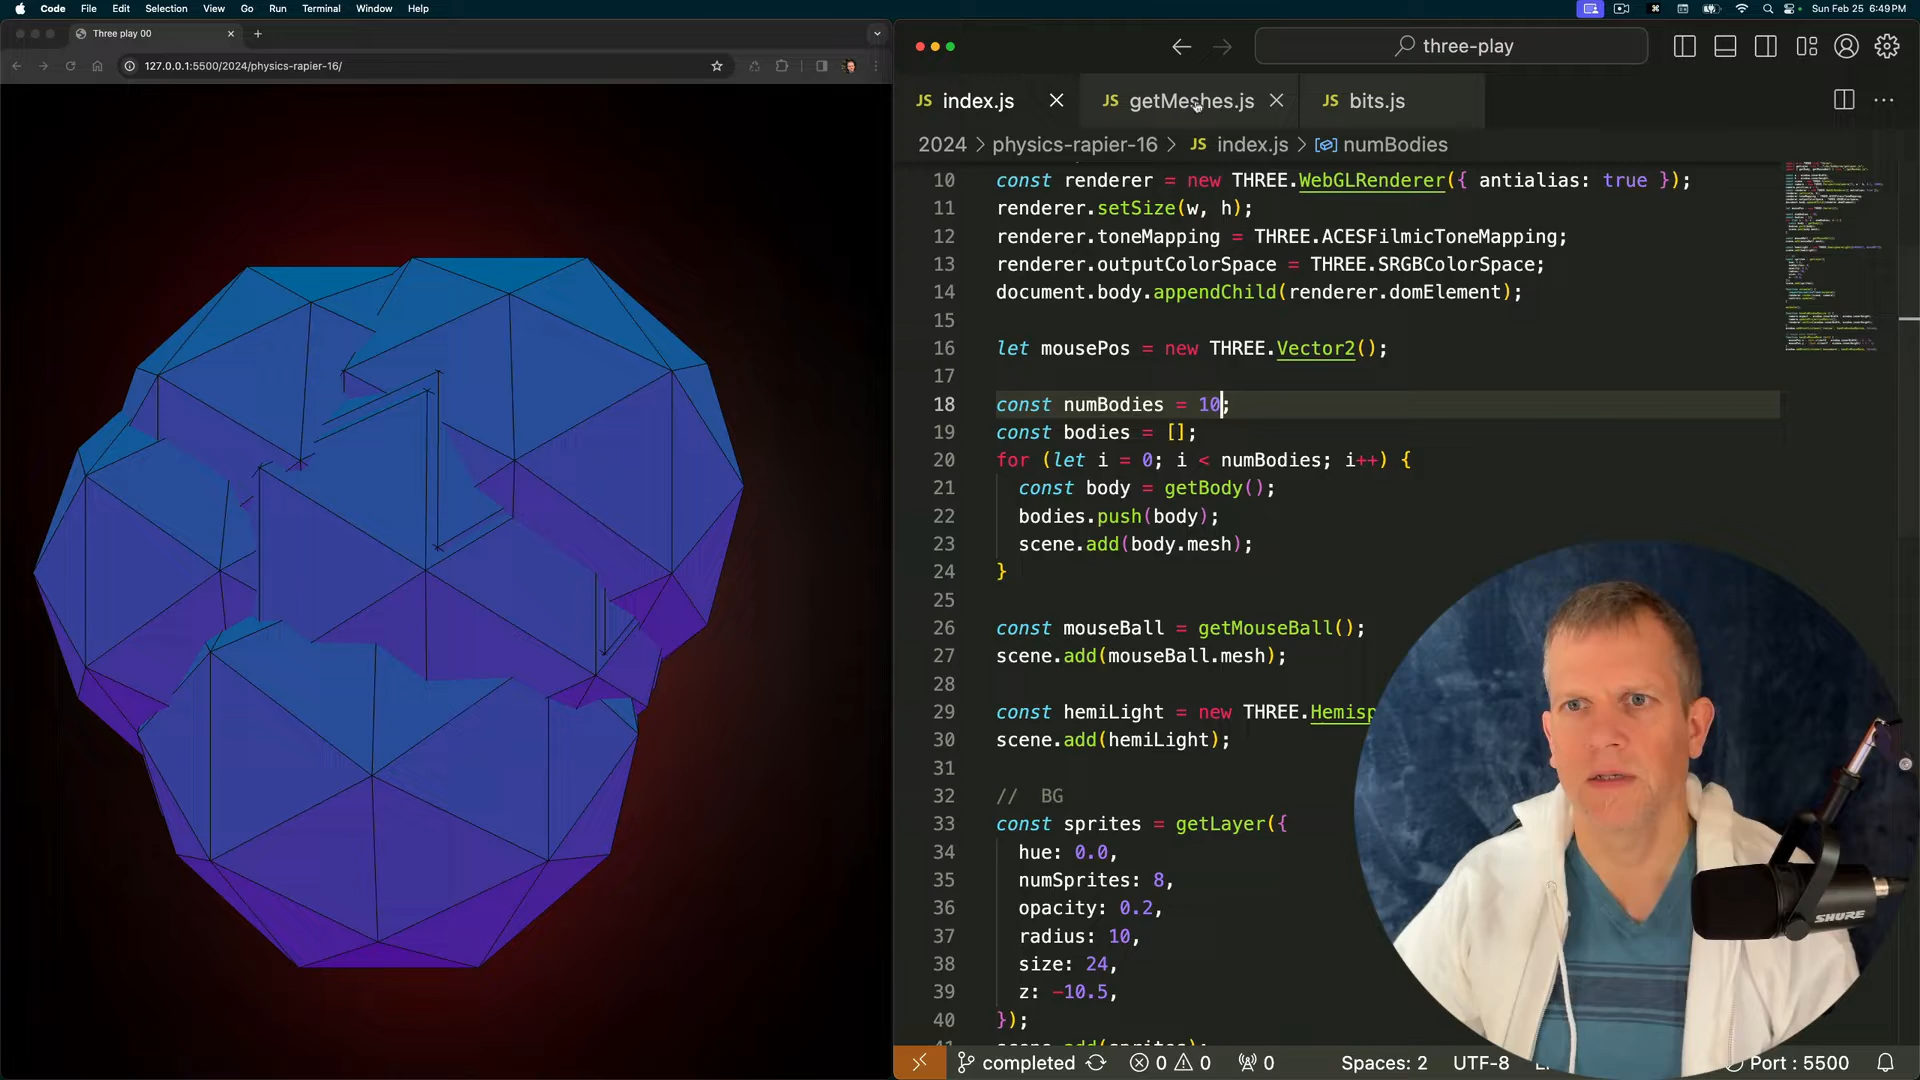 Code File Edit Selection View Go Run Terminal Window Help
Sun Feb 25 6:49 PM
Three play 00
127.0.0.1:5500/2024/physics-rapier-16/
three-play
JS index.js
JS getMeshes.js
JS bits.js
2024 > physics-rapier-16 > JS index.js > numBodies
10 const renderer = new THREE.WebGLRenderer({ antialias: true });
11 renderer.setSize(w, h);
12 renderer.toneMapping = THREE.ACESFilmicToneMapping;
13 renderer.outputColorSpace = THREE.SRGBColorSpace;
14 document.body.appendChild(renderer.domElement);
15
16 let mousePos = new THREE.Vector2();
17
18 const numBodies = 10;
19 const bodies = [];
20 for (let i = 0; i < numBodies; i++) {
21 const body = getBody();
22 bodies.push(body);
23 scene.add(body.mesh);
24 }
25
26 const mouseBall = getMouseBall();
27 scene.add(mouseBall.mesh);
28
29 const hemiLight = new THREE.Hemisp
30 scene.add(hemiLight);
31
32 // BG
33 const sprites = getLayer({
34 hue: 0.0,
35 numSprites: 8,
36 opacity: 0.2,
37 radius: 10,
38 size: 24,
39 z: -10.5,
40 });
completed 0 0 0 Spaces: 2 UTF-8 Port : 5500
SHURE